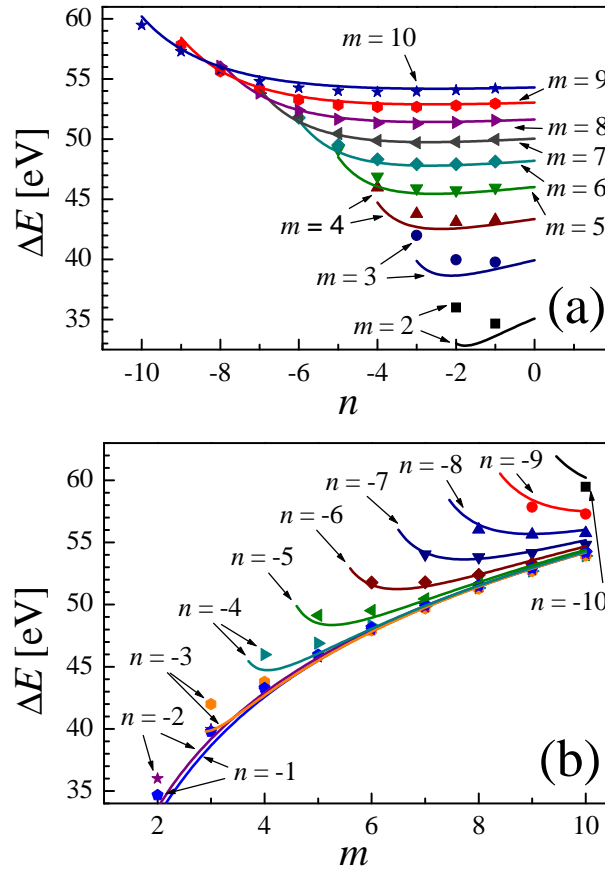 60
55
50
45
40
35
ΔE [eV]
m = 10
m = 9
m = 8
m = 7
m = 6
m = 5
m = 4
m = 3
m = 2
(a)
-10 -8 -6 -4 -2 0
n
60
55
50
45
40
35
ΔE [eV]
n = -9
n = -8
n = -7
n = -6
n = -5
n = -4
n = -3
n = -2
n = -1
n = -10
(b)
2 4 6 8 10
m